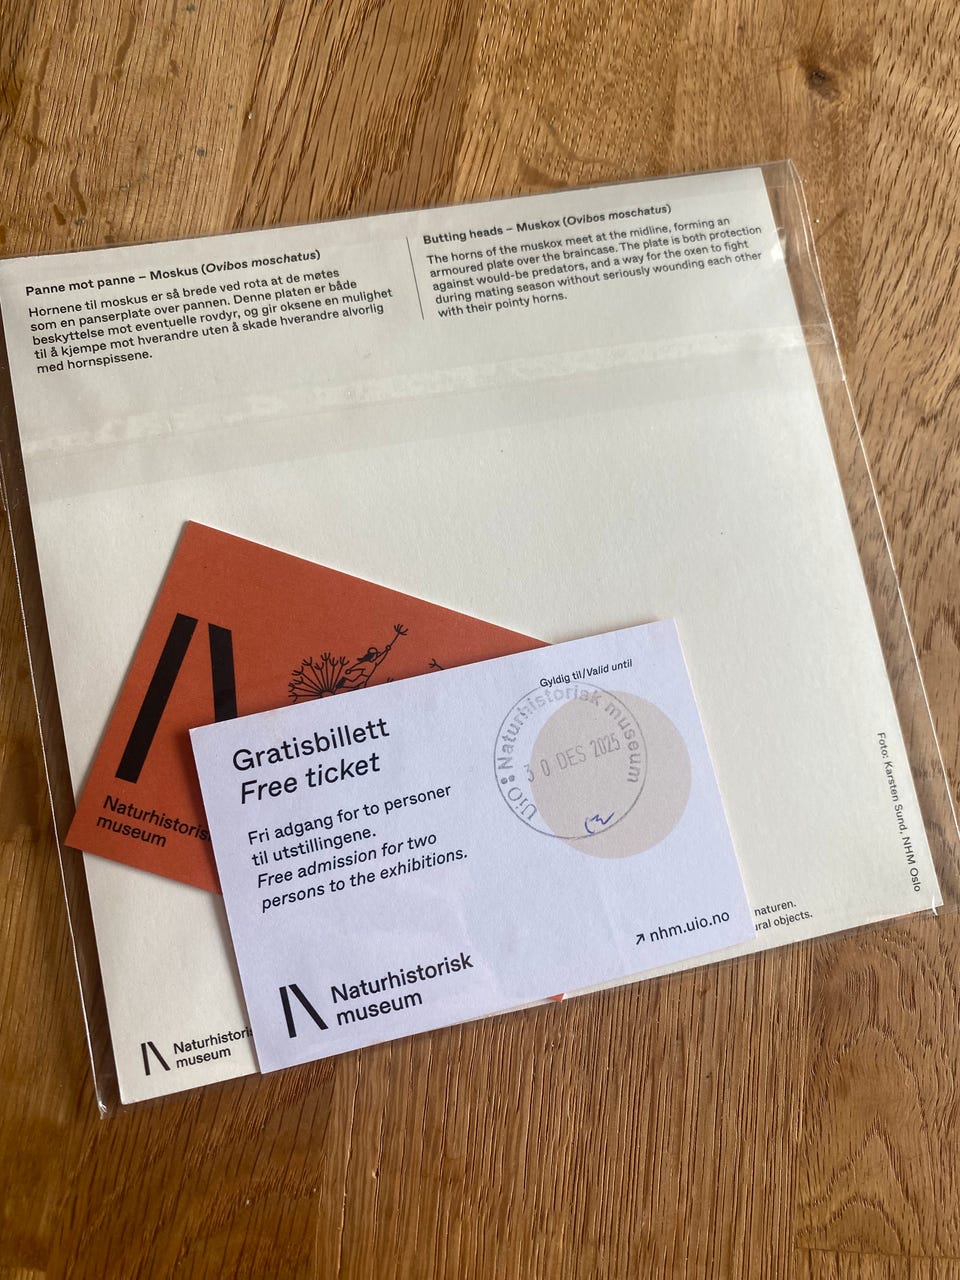 Panne mot panne – Moskus (Ovibos moschatus)
Hornene til moskus er så brede ved rota at de møtes
som en panserplate over pannen. Denne platen er både
beskyttelse mot eventuelle rovdyr, og gir oksene en mulighet
til å kjempe mot hverandre uten å skade hverandre alvorlig
med hornspissene.
Butting heads – Muskox (Ovibos moschatus)
The horns of the muskox meet at the midline, forming an
armoured plate over the braincase. The plate is both protection
against would-be predators, and a way for the oxen to fight
during mating season without seriously wounding each other
with their pointy horns.
Naturhistoris
museum
Gyldig til/Valid until
UiO: Naturhistorisk museum
30 DES 2025
Gratisbillett
Free ticket
Fri adgang for to personer
til utstillingene.
Free admission for two
persons to the exhibitions.
↗ nhm.uio.no
Naturhistorisk
museum
Foto: Karsten Sund, NHM Oslo
naturen.
ural objects.
Naturhistoris
museum